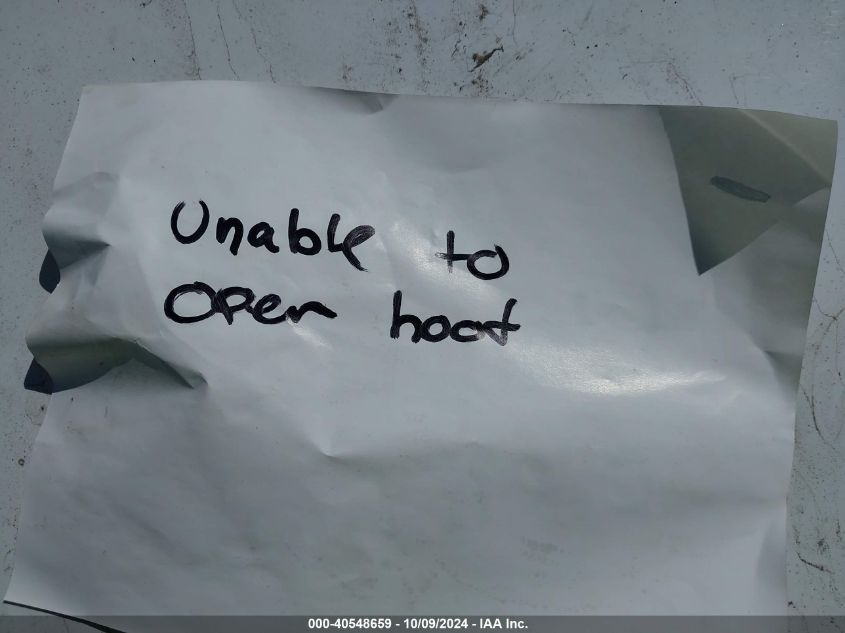 Unable to
Open hood
000-40548659 - 10/09/2024 - IAA Inc.